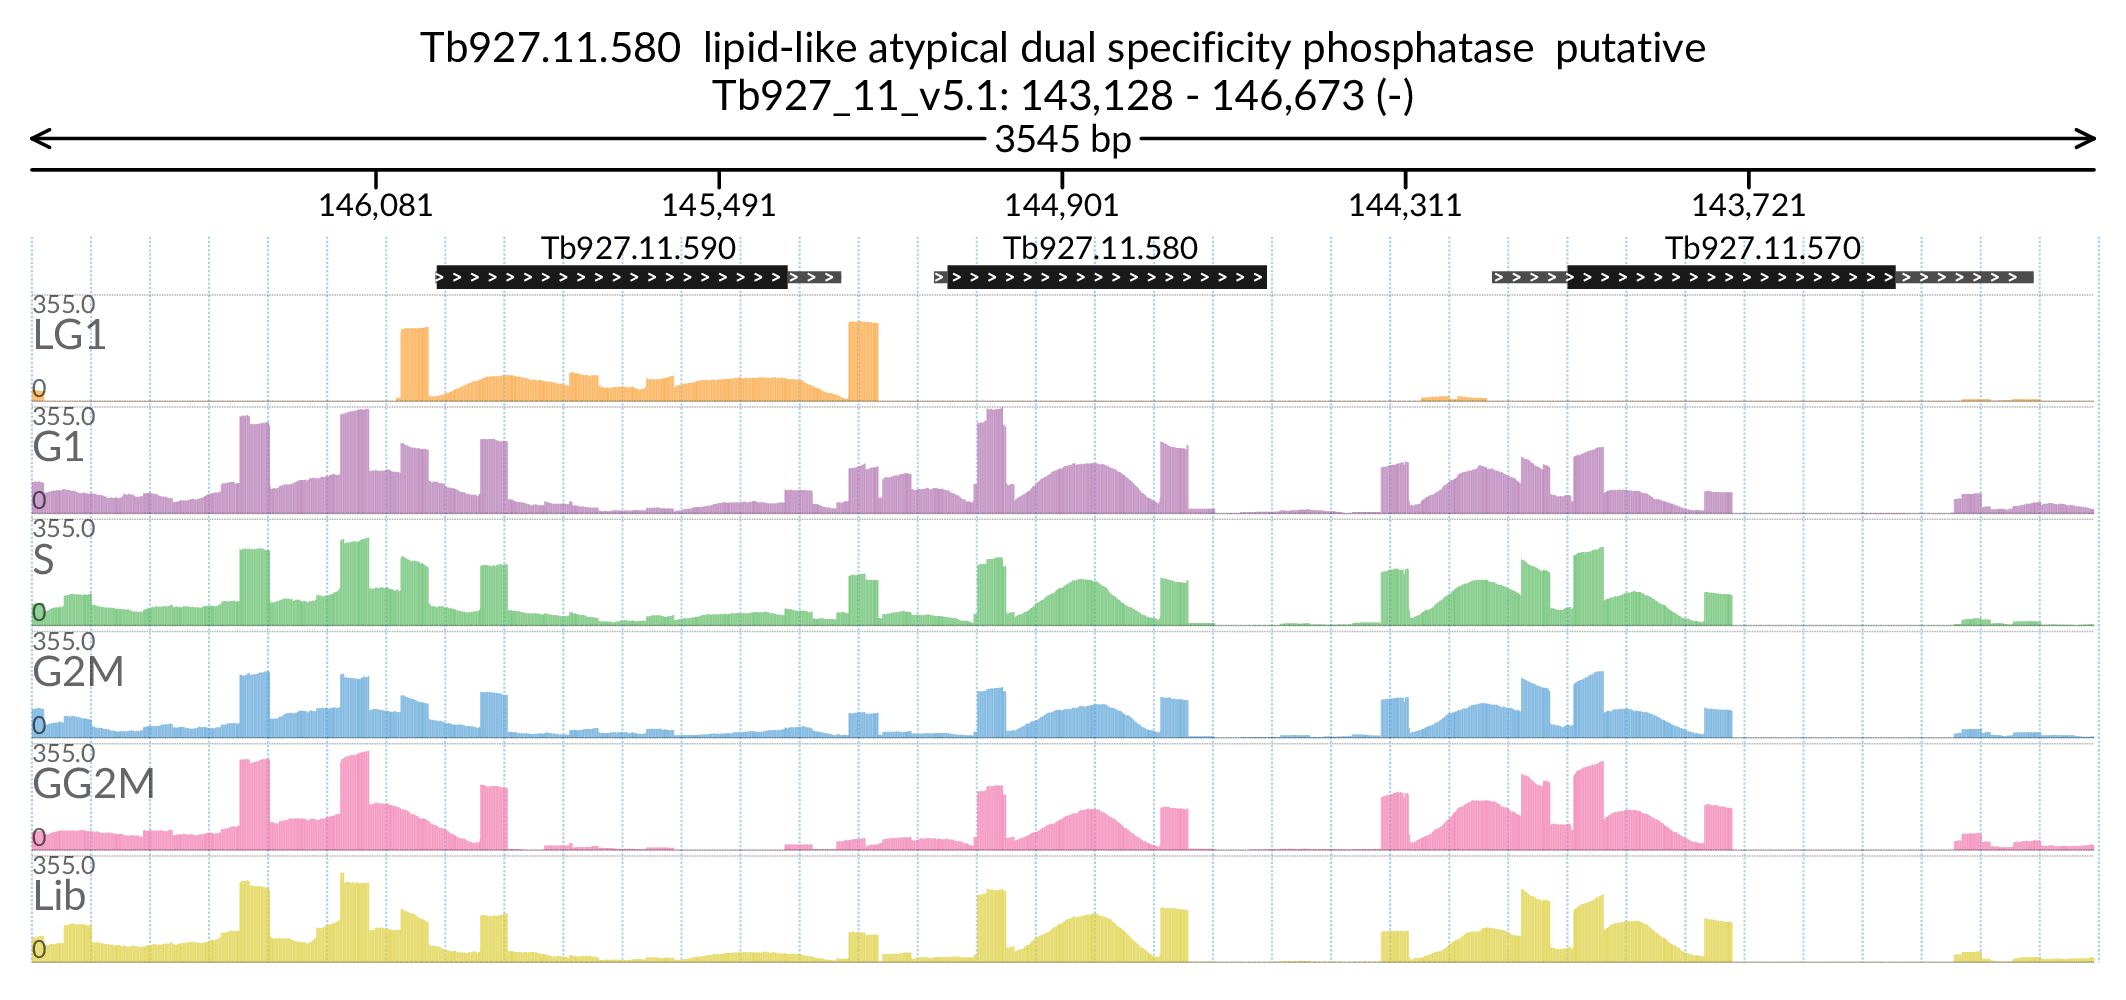 Tb927.11.580  lipid-like atypical dual specificity phosphatase  putative
Tb927_11_v5.1: 143,128 - 146,673 (-)
3545 bp
146,081 145,491 144,901 144,311 143,721
Tb927.11.590 Tb927.11.580 Tb927.11.570
355.0
LG1
0
355.0
G1
0
355.0
S
0
355.0
G2M
0
355.0
GG2M
0
355.0
Lib
0